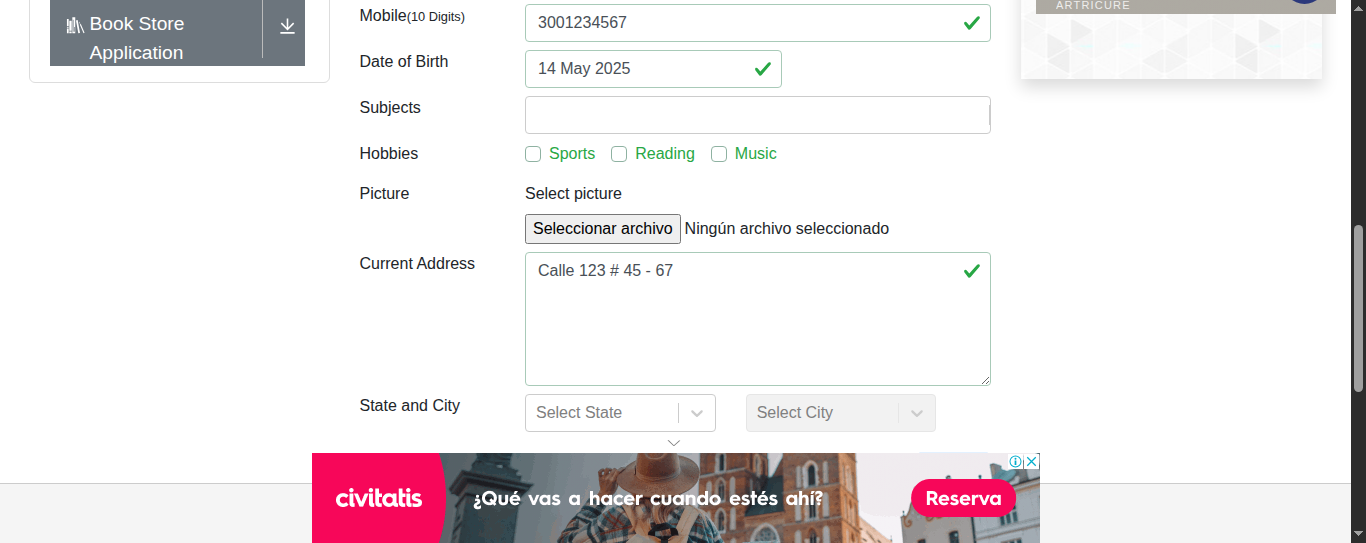 Book Store
Application
Mobile(10 Digits)
3001234567
Date of Birth
14 May 2025
Subjects
Hobbies
Sports
Reading
Music
Picture
Select picture
Seleccionar archivo Ningún archivo seleccionado
Current Address
Calle 123 # 45 - 67
State and City
Select State
Select City
ARTRICURE
civitatis
¿Qué vas a hacer cuando estés ahí?
Reserva